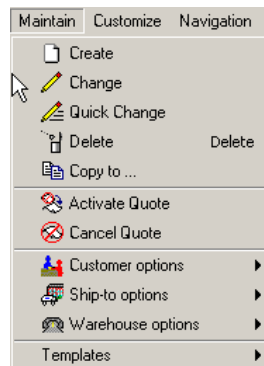 Maintain Customize Navigation
Create
Change
Quick Change
Delete Delete
Copy to ...
Activate Quote
Cancel Quote
Customer options
Ship-to options
Warehouse options
Templates